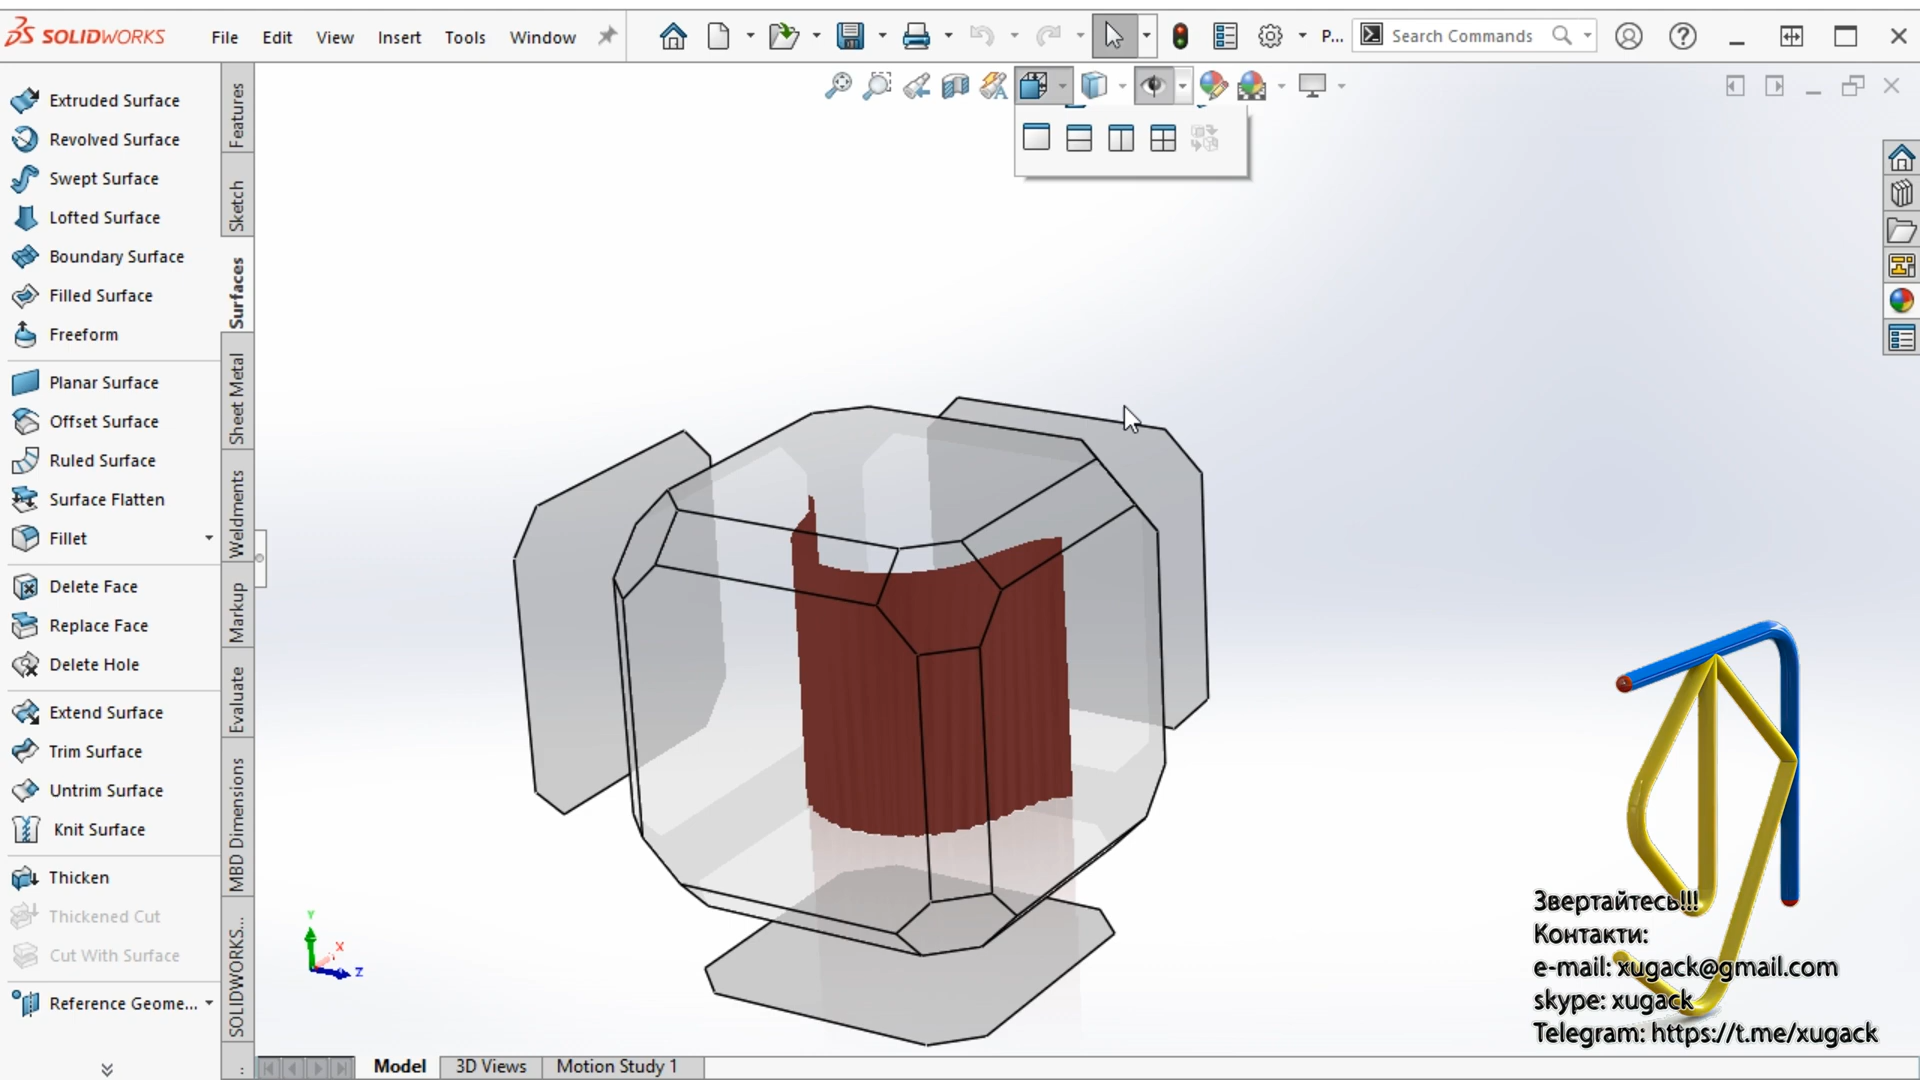 SOLIDWORKS
File Edit View Insert Tools Window
P...
Search Commands
Extruded Surface
Revolved Surface
Swept Surface
Lofted Surface
Boundary Surface
Filled Surface
Freeform
Planar Surface
Offset Surface
Ruled Surface
Surface Flatten
Fillet
Delete Face
Replace Face
Delete Hole
Extend Surface
Trim Surface
Untrim Surface
Knit Surface
Thicken
Thickened Cut
Cut With Surface
Reference Geome...
Features
Sketch
Surfaces
Sheet Metal
Weldments
Markup
Evaluate
MBD Dimensions
SOLIDWORKS...
Y
X
Z
Звертайтесь!!!
Контакти:
e-mail: xugack@gmail.com
skype: xugack
Telegram: https://t.me/xugack
Model 3D Views Motion Study 1